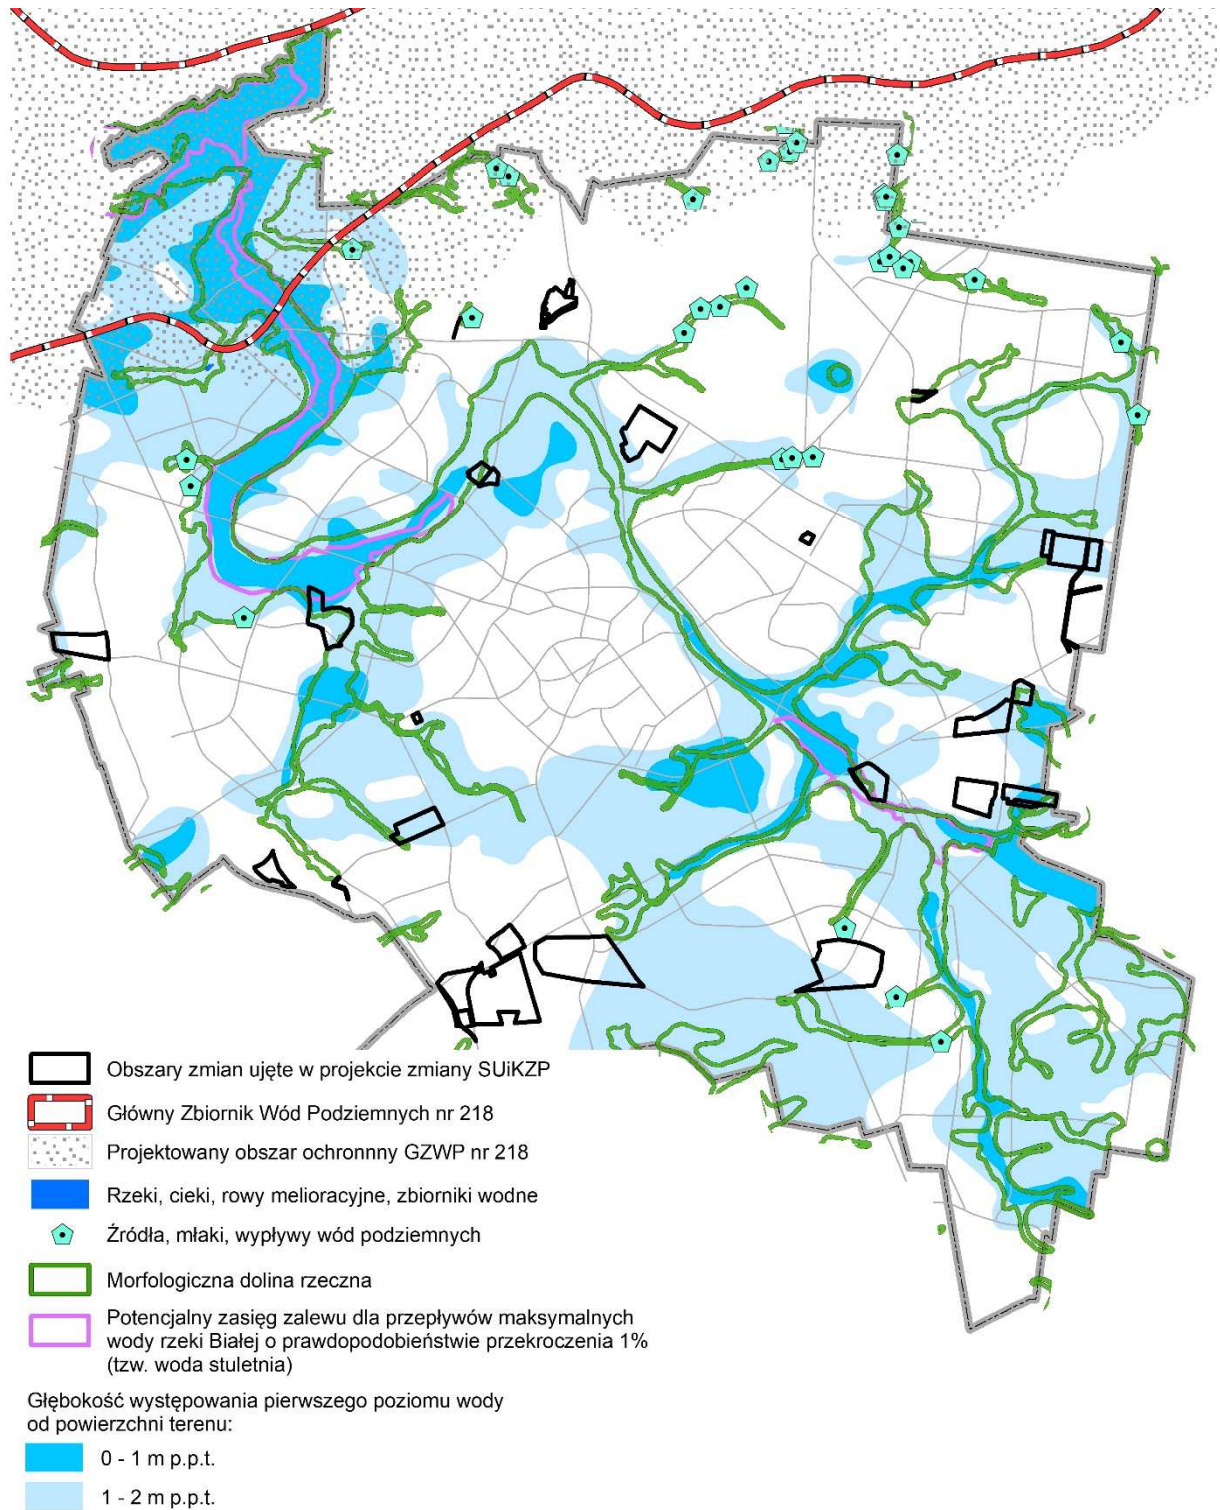 Obszary zmian ujęte w projekcie zmiany SUiKZP
Główny Zbiornik Wód Podziemnych nr 218
Projektowany obszar ochronnny GZWP nr 218
Rzeki, cieki, rowy melioracyjne, zbiorniki wodne
Źródła, młaki, wypływy wód podziemnych
Morfologiczna dolina rzeczna
Potencjalny zasięg zalewu dla przepływów maksymalnych
wody rzeki Białej o prawdopodobieństwie przekroczenia 1%
(tzw. woda stuletnia)
Głębokość występowania pierwszego poziomu wody
od powierzchni terenu:
0 - 1 m p.p.t.
1 - 2 m p.p.t.